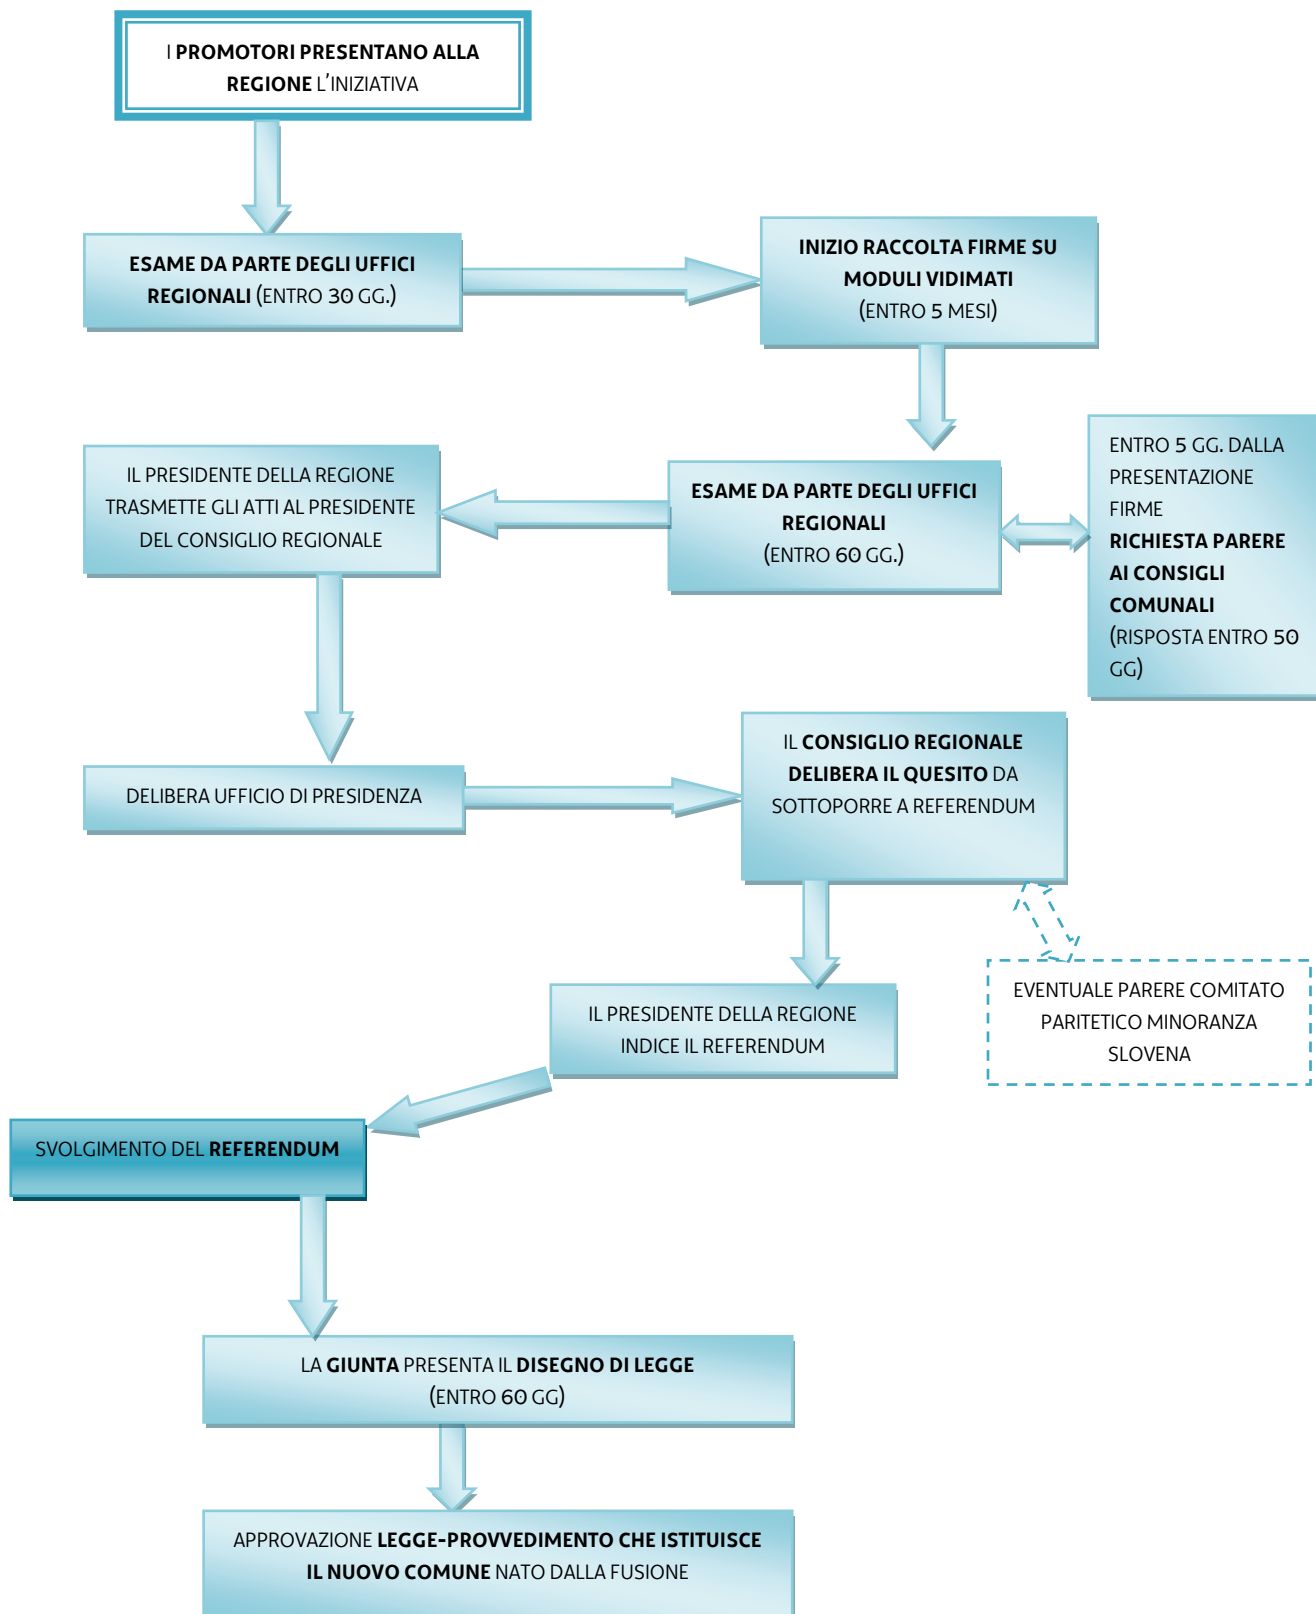 I PROMOTORI PRESENTANO ALLA
REGIONE L'INIZIATIVA
ESAME DA PARTE DEGLI UFFICI
REGIONALI (ENTRO 30 GG.)
INIZIO RACCOLTA FIRME SU
MODULI VIDIMATI
(ENTRO 5 MESI)
ESAME DA PARTE DEGLI UFFICI
REGIONALI
(ENTRO 60 GG.)
ENTRO 5 GG. DALLA
PRESENTAZIONE
FIRME
RICHIESTA PARERE
AI CONSIGLI
COMUNALI
(RISPOSTA ENTRO 50
GG)
IL PRESIDENTE DELLA REGIONE
TRASMETTE GLI ATTI AL PRESIDENTE
DEL CONSIGLIO REGIONALE
DELIBERA UFFICIO DI PRESIDENZA
IL CONSIGLIO REGIONALE
DELIBERA IL QUESITO DA
SOTTOPORRE A REFERENDUM
EVENTUALE PARERE COMITATO
PARITETICO MINORANZA
SLOVENA
IL PRESIDENTE DELLA REGIONE
INDICE IL REFERENDUM
SVOLGIMENTO DEL REFERENDUM
LA GIUNTA PRESENTA IL DISEGNO DI LEGGE
(ENTRO 60 GG)
APPROVAZIONE LEGGE-PROVVEDIMENTO CHE ISTITUISCE
IL NUOVO COMUNE NATO DALLA FUSIONE